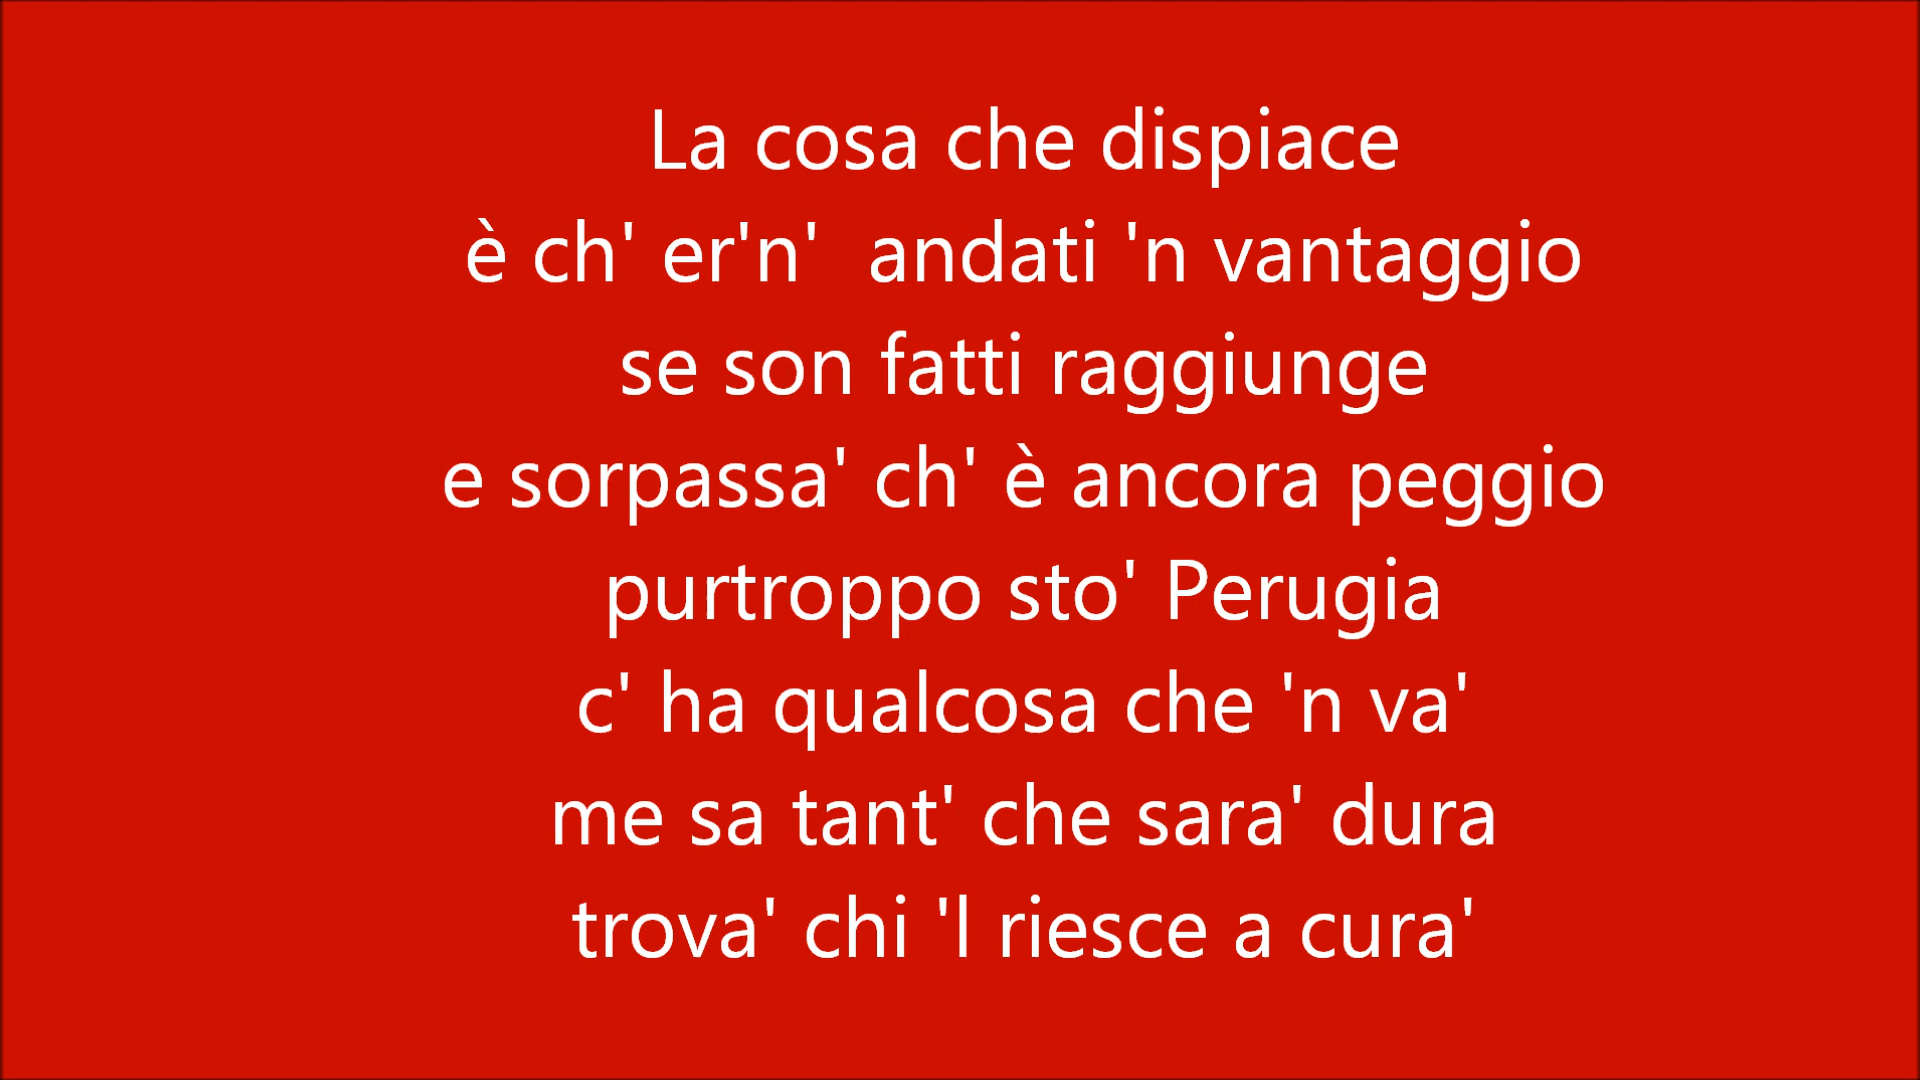 La cosa che dispiace
è ch' er'n'  andati 'n vantaggio
se son fatti raggiunge
e sorpassa' ch' è ancora peggio
purtroppo sto' Perugia
c' ha qualcosa che 'n va'
me sa tant' che sara' dura
trova' chi 'l riesce a cura'